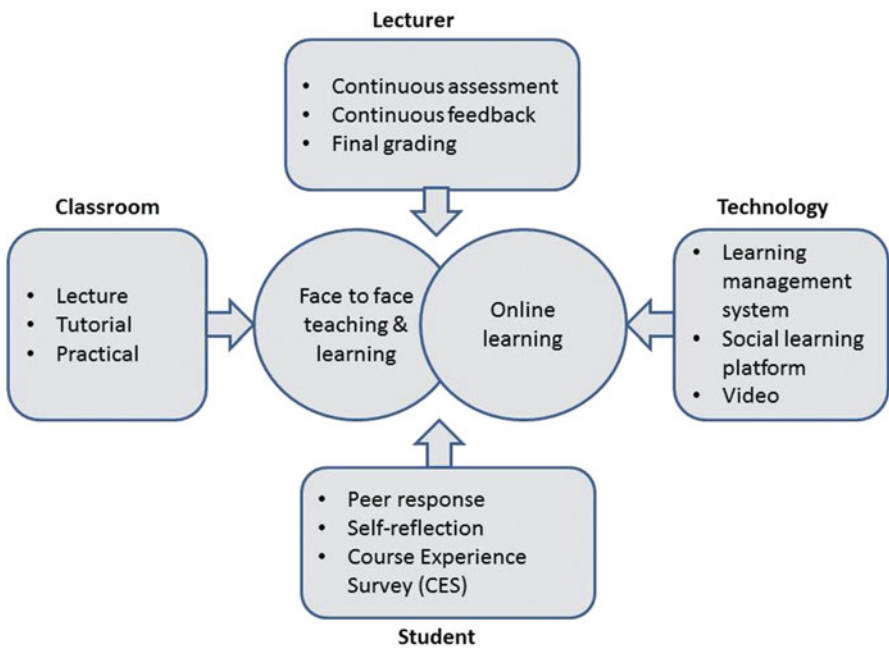 Lecturer
• Continuous assessment
• Continuous feedback
• Final grading
Classroom
• Lecture
• Tutorial
• Practical
Face to face
teaching &
learning
Online
learning
Technology
• Learning
management
system
• Social learning
platform
• Video
• Peer response
• Self-reflection
• Course Experience
Survey (CES)
Student